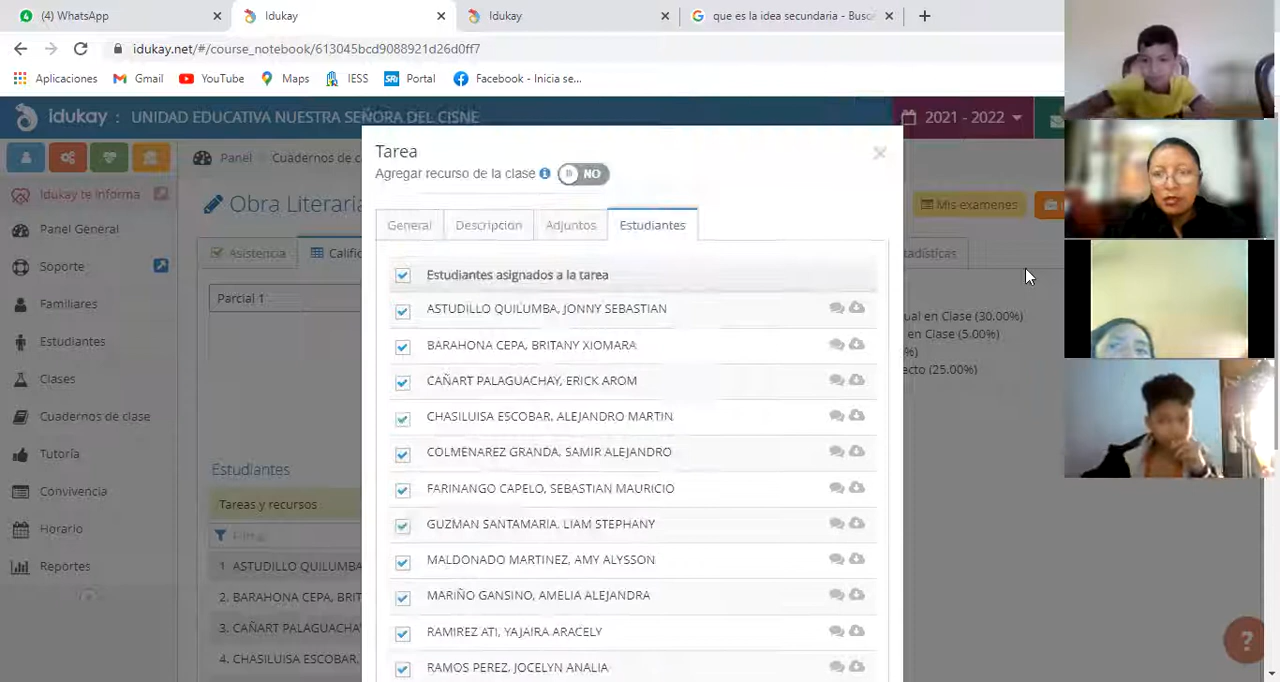 (4) WhatsApp
Idukay
Idukay
que es la idea secundaria - Busc
idukay.net/#/course_notebook/613045bcd9088921d26d0ff7
Aplicaciones
Gmail
YouTube
Maps
IESS
SRi Portal
Facebook - Inicia se...
idukay : UNIDAD EDUCATIVA NUESTRA SEÑORA DEL CISNE
2021 - 2022
Panel
Cuadernos de c
Idukay te informa
Panel General
Soporte
Familiares
Estudiantes
Clases
Cuadernos de clase
Tutoría
Convivencia
Horario
Reportes
Obra Literaria
Mis examenes
Asistencia
Califi
tadísticas
Parcial 1
ual en Clase (30.00%)
en Clase (5.00%)
%)
ecto (25.00%)
Estudiantes
Tareas y recursos
1 ASTUDILLO QUILUMBA
2. BARAHONA CEPA, BRIT
3. CAÑART PALAGUACHA
4. CHASILUISA ESCOBAR,
Tarea
Agregar recurso de la clase
NO
General
Descripción
Adjuntos
Estudiantes
Estudiantes asignados a la tarea
ASTUDILLO QUILUMBA, JONNY SEBASTIAN
BARAHONA CEPA, BRITANY XIOMARA
CAÑART PALAGUACHAY, ERICK AROM
CHASILUISA ESCOBAR, ALEJANDRO MARTIN
COLMENAREZ GRANDA, SAMIR ALEJANDRO
FARINANGO CAPELO, SEBASTIAN MAURICIO
GUZMAN SANTAMARIA, LIAM STEPHANY
MALDONADO MARTINEZ, AMY ALYSSON
MARIÑO GANSINO, AMELIA ALEJANDRA
RAMIREZ ATI, YAJAIRA ARACELY
RAMOS PEREZ, JOCELYN ANALIA
?